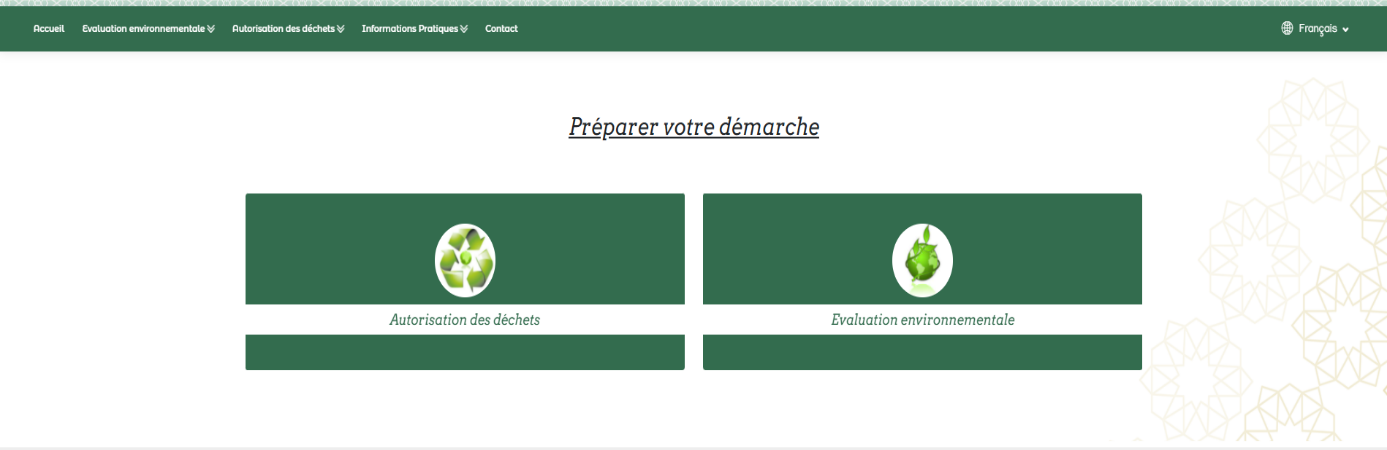 Accueil Evaluation environnementale Autorisation des déchets Informations Pratiques Contact Français
Préparer votre démarche
Autorisation des déchets Evaluation environnementale